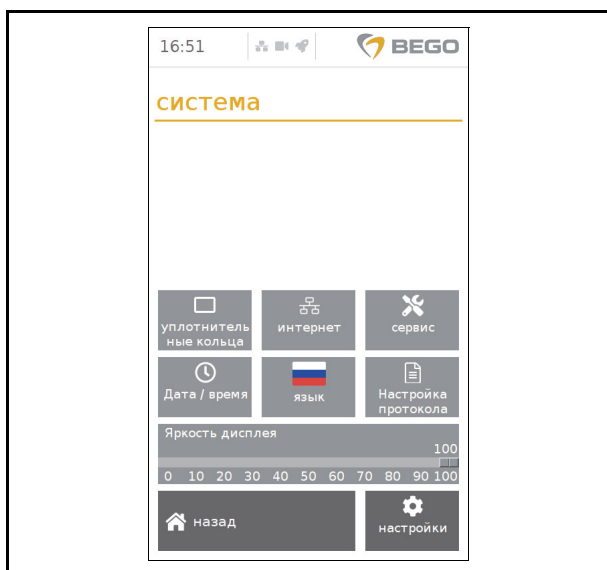 16:51 BEGO
система
уплотнитель
ные кольца
интернет
сервис
Дата / время
язык
Настройка
протокола
Яркость дисплея
100
0 10 20 30 40 50 60 70 80 90 100
назад
настройки